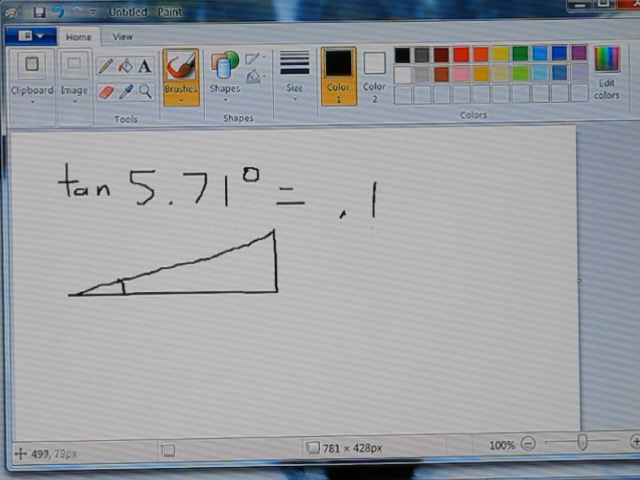 Untitled - Paint
Home View
Clipboard
Image
Tools
Brushes
Shapes
Shapes
Size
Color 1
Color 2
Edit colors
Colors
A
tan 5.71° = .1
499, 79px
781 × 428px
100%